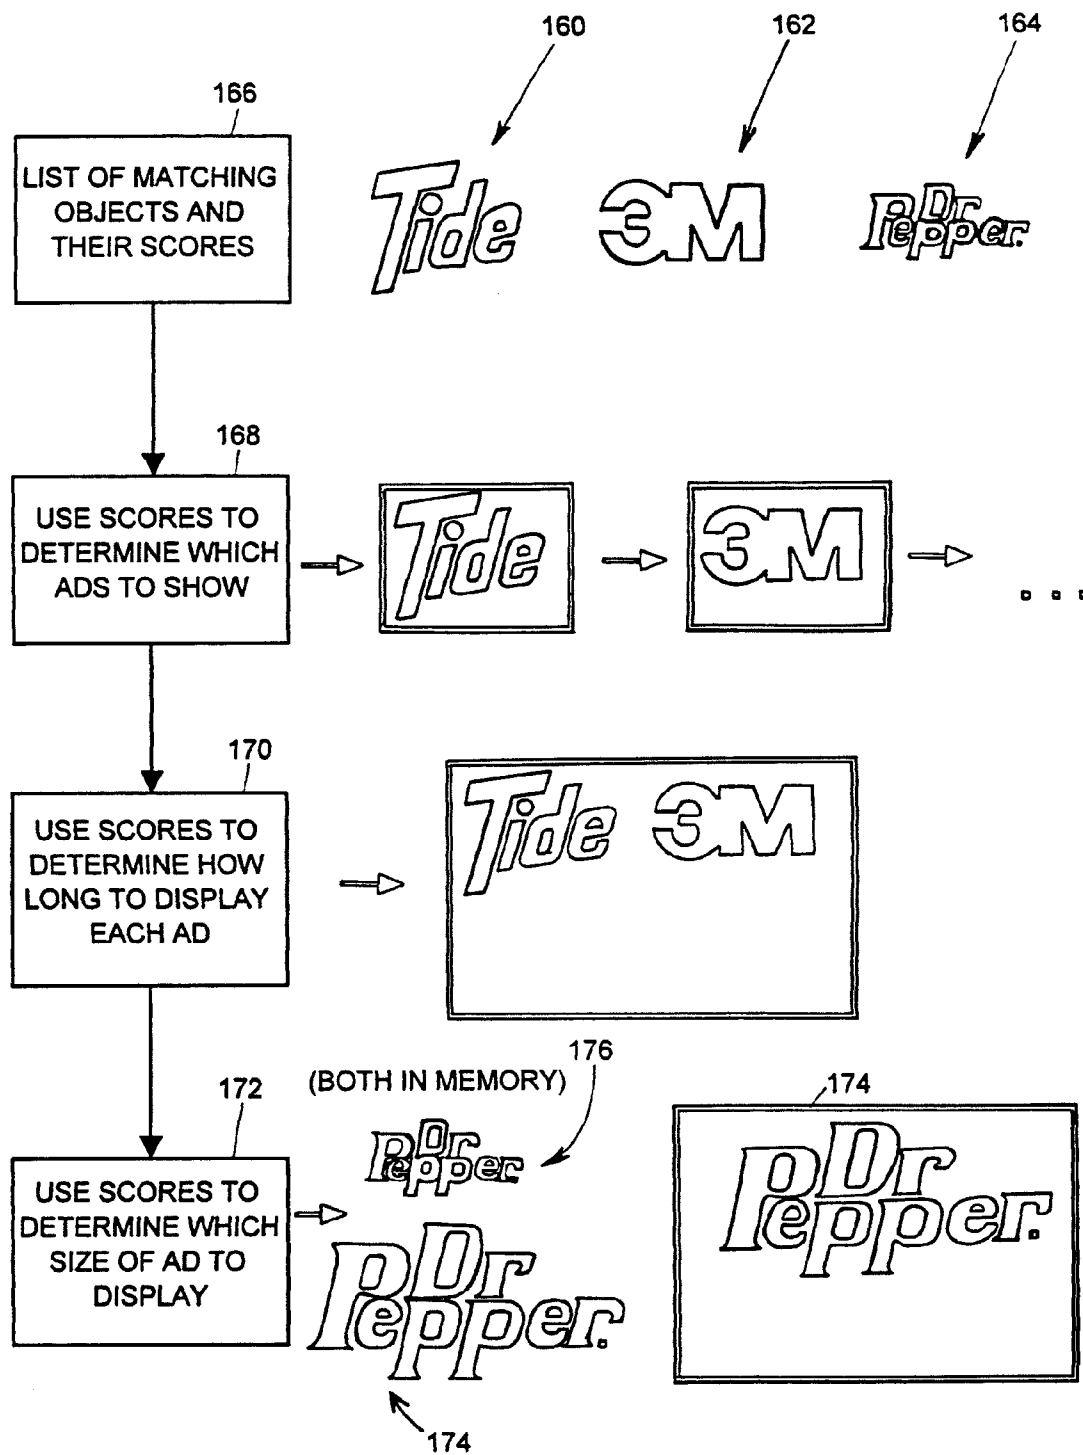 160
162
164
166
LIST OF MATCHING
OBJECTS AND
THEIR SCORES
Tide
3M
Dr
Pepper.
168
USE SCORES TO
DETERMINE WHICH
ADS TO SHOW
Tide
3M
170
USE SCORES TO
DETERMINE HOW
LONG TO DISPLAY
EACH AD
Tide 3M
172
USE SCORES TO
DETERMINE WHICH
SIZE OF AD TO
DISPLAY
(BOTH IN MEMORY)
176
Dr
Pepper.
Dr
Pepper.
174
174
Dr
Pepper.